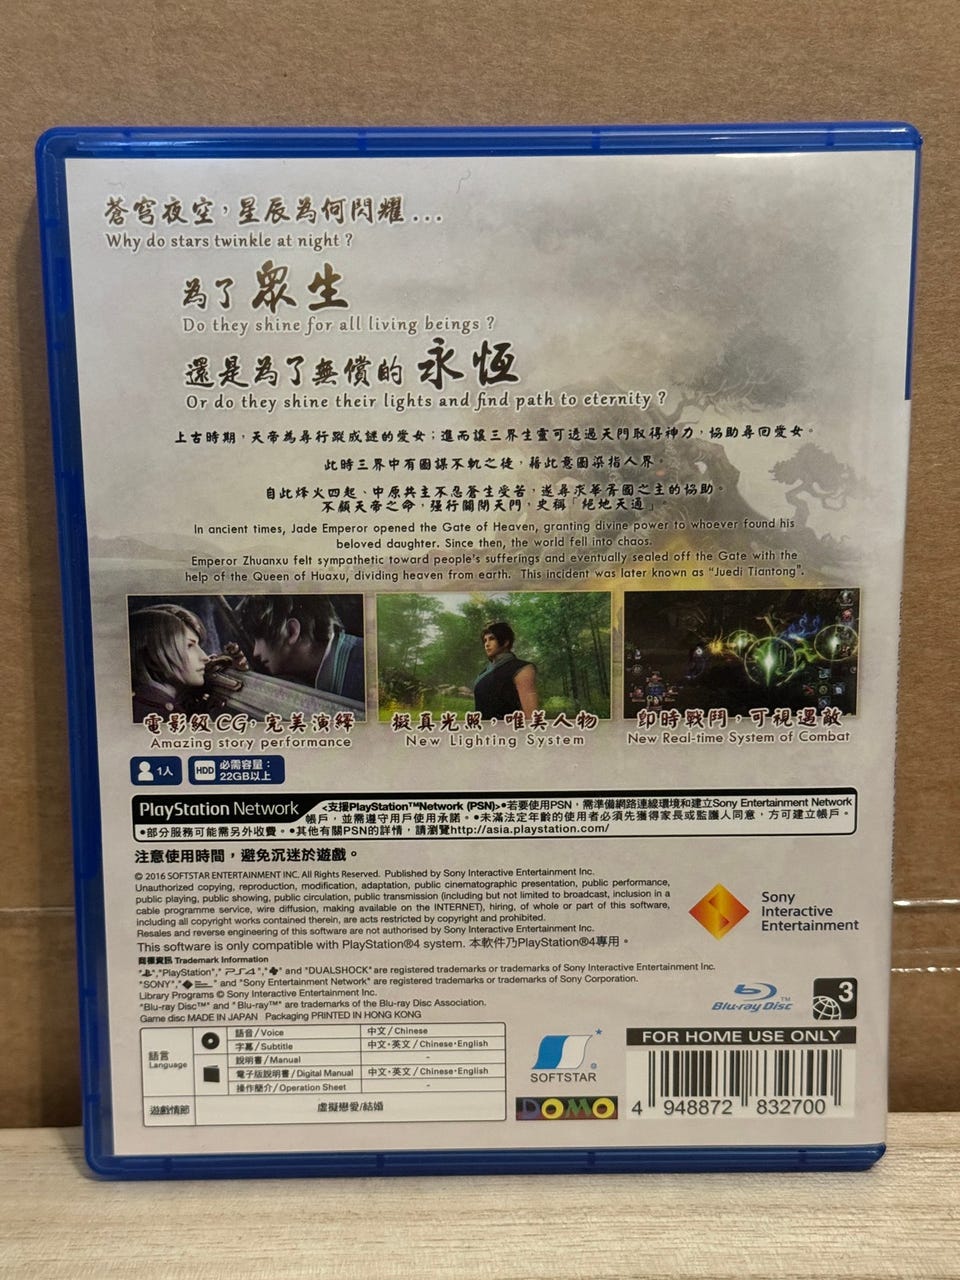 蒼穹夜空，星辰為何閃耀...
Why do stars twinkle at night ?
為了 眾生
Do they shine for all living beings ?
還是為了無償的 永恆
Or do they shine their lights and find path to eternity ?
上古時期，天帝為尋行蹤成謎的愛女；進而讓三界生靈可透過天門取得神力，協助尋回愛女。
此時三界中有圖謀不軌之徒，藉此意圖染指人界。
自此烽火四起、中原共主不忍蒼生受苦，遂尋求華胥國之主的協助。
不顧天帝之命，强行關閉天門，史稱「絕地天通」。
In ancient times, Jade Emperor opened the Gate of Heaven, granting divine power to whoever found his
beloved daughter. Since then, the world fell into chaos.
Emperor Zhuanxu felt sympathetic toward people's sufferings and eventually sealed off the Gate with the
help of the Queen of Huaxu, dividing heaven from earth. This incident was later known as "Juedi Tiantong".
電影級CG，完美演繹
Amazing story performance
擬真光照，唯美人物
New Lighting System
即時戰鬥，可視遇敵
New Real-time System of Combat
1人
HDD 必需容量：
22GB以上
PlayStation Network
<支援PlayStation™Network (PSN)>●若要使用PSN，需準備網路連線環境和建立Sony Entertainment Network
帳戶，並需遵守用戶使用承諾。●未滿法定年齡的使用者必須先獲得家長或監護人同意，方可建立帳戶。
●部分服務可能需另外收費。●其他有關PSN的詳情，請瀏覽http://asia.playstation.com/
注意使用時間，避免沉迷於遊戲。
© 2016 SOFTSTAR ENTERTAINMENT INC. All Rights Reserved. Published by Sony Interactive Entertainment Inc.
Unauthorized copying, reproduction, modification, adaptation, public cinematographic presentation, public performance,
public playing, public showing, public circulation, public transmission (including but not limited to broadcast, inclusion in a
cable programme service, wire diffusion, making available on the INTERNET), hiring, of whole or part of this software,
including all copyright works contained therein, are acts restricted by copyright and prohibited.
Resales and reverse engineering of this software are not authorised by Sony Interactive Entertainment Inc.
This software is only compatible with PlayStation®4 system. 本軟件乃PlayStation®4專用。
Sony
Interactive
Entertainment
商標資訊 Trademark Information
"", "PlayStation", "PS4", "" and "DUALSHOCK" are registered trademarks or trademarks of Sony Interactive Entertainment Inc.
"SONY", "" and "Sony Entertainment Network" are registered trademarks or trademarks of Sony Corporation.
Library Programs © Sony Interactive Entertainment Inc.
"Blu-ray Disc™" and "Blu-ray™" are trademarks of the Blu-ray Disc Association.
Game disc MADE IN JAPAN Packaging PRINTED IN HONG KONG
Blu-ray Disc™
3
語言
Language
語音/Voice 中文/Chinese
字幕/Subtitle 中文·英文/Chinese·English
說明書/Manual -
電子版說明書/Digital Manual 中文·英文/Chinese·English
操作簡介/Operation Sheet -
遊戲情節 虛擬戀愛/結婚
SOFTSTAR
DOMO
FOR HOME USE ONLY
4 948872 832700